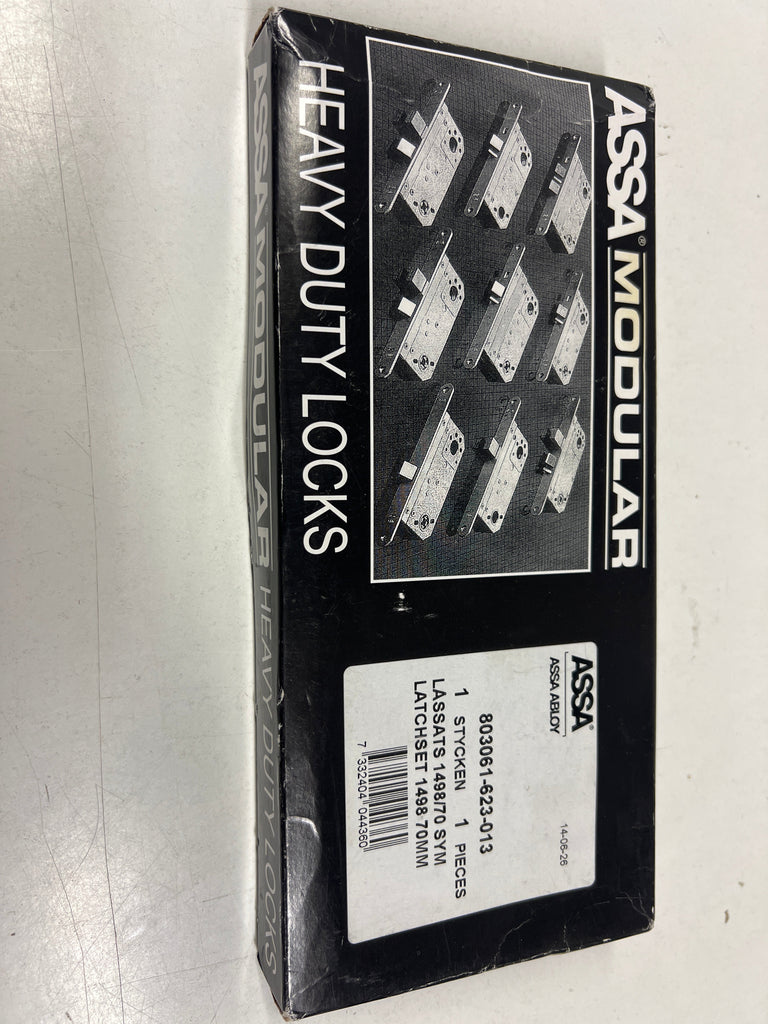 ASSA® MODULAR
HEAVY DUTY LOCKS
ASSA®
ASSA ABLOY
14-06-26
803061-623-013
1 STYCKEN 1 PIECES
LÅSSATS 1498/70 SYM
LATCHSET 1498 70MM
7 332404 044360
ASSA MODULAR HEAVY DUTY LOCKS